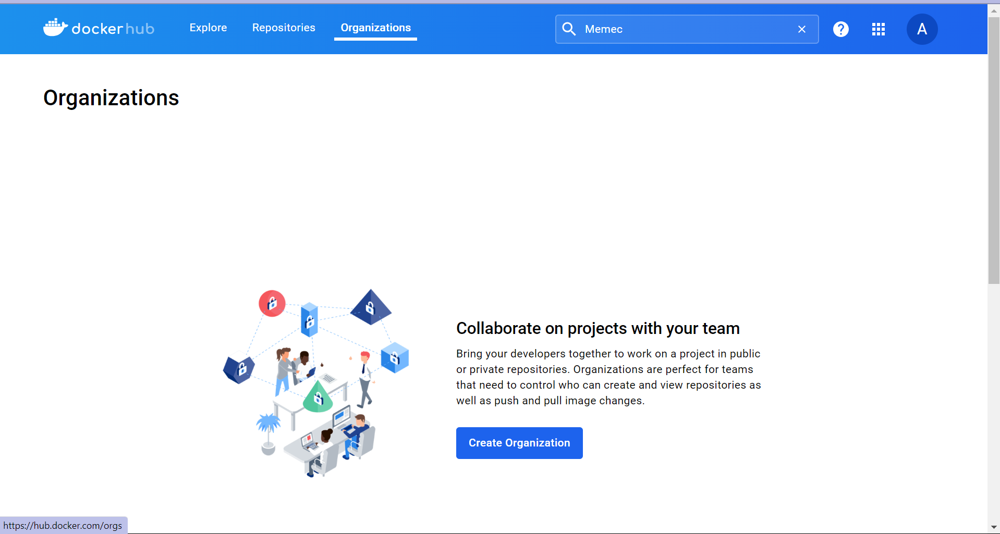 dockerhub
Explore
Repositories
Organizations
Memec
A
Organizations
Collaborate on projects with your team
Bring your developers together to work on a project in public
or private repositories. Organizations are perfect for teams
that need to control who can create and view repositories as
well as push and pull image changes.
Create Organization
https://hub.docker.com/orgs